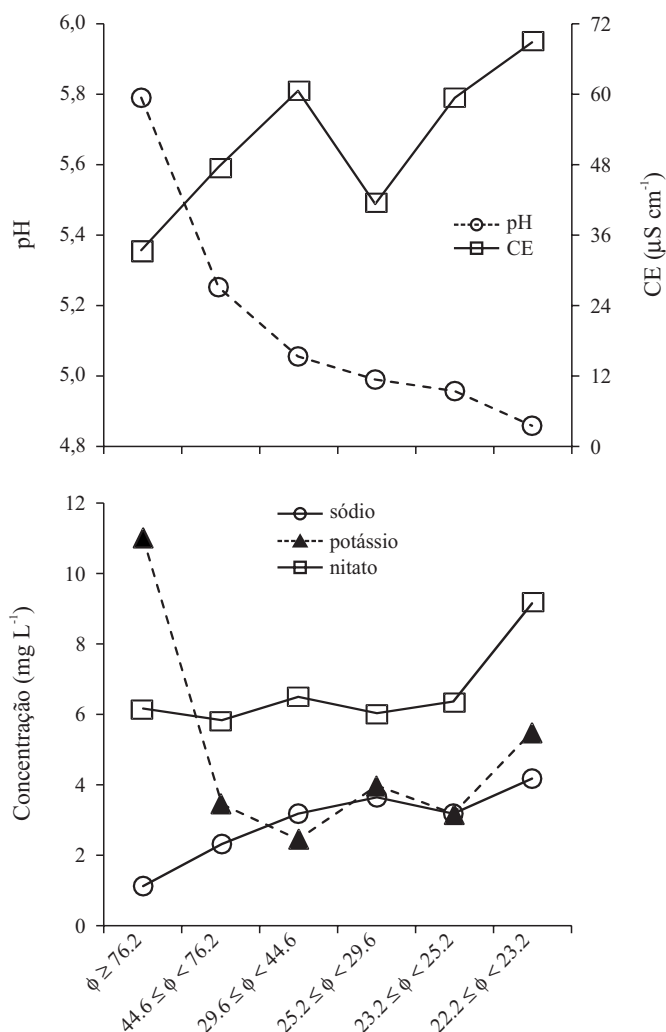 6,0
5,8
5,6
5,4
5,2
5,0
4,8
pH
72
60
48
36
24
12
0
CE (µS cm⁻¹)
pH
CE
12
10
8
6
4
2
0
Concentração (mg L⁻¹)
sódio
potássio
nitato
ϕ ≥ 76.2
44.6 ≤ ϕ < 76.2
29.6 ≤ ϕ < 44.6
25.2 ≤ ϕ < 29.6
23.2 ≤ ϕ < 25.2
22.2 ≤ ϕ < 23.2